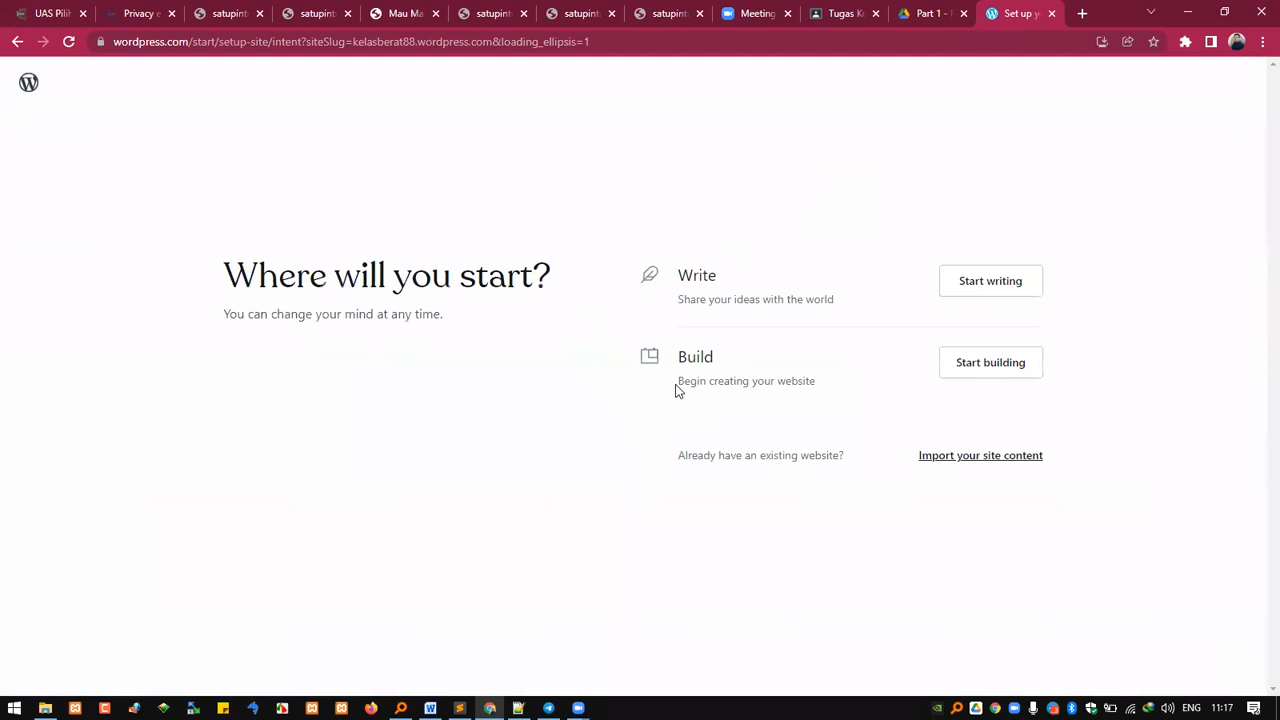 UAS Pilih
Privacy e
satupint
satupint
Mau Ma
satupint
satupint
satupint
Meeting
Tugas Ke
Part 1 -
Set up y
wordpress.com/start/setup-site/intent?siteSlug=kelasberat88.wordpress.com&loading_ellipsis=1
Where will you start?
You can change your mind at any time.
Write
Share your ideas with the world
Start writing
Build
Begin creating your website
Start building
Already have an existing website?
Import your site content
ENG
11:17